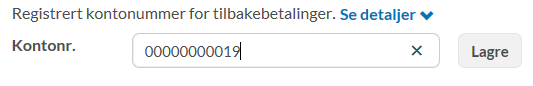 Registrert kontonummer for tilbakebetalinger. Se detaljer
Kontonr. 00000000019 Lagre